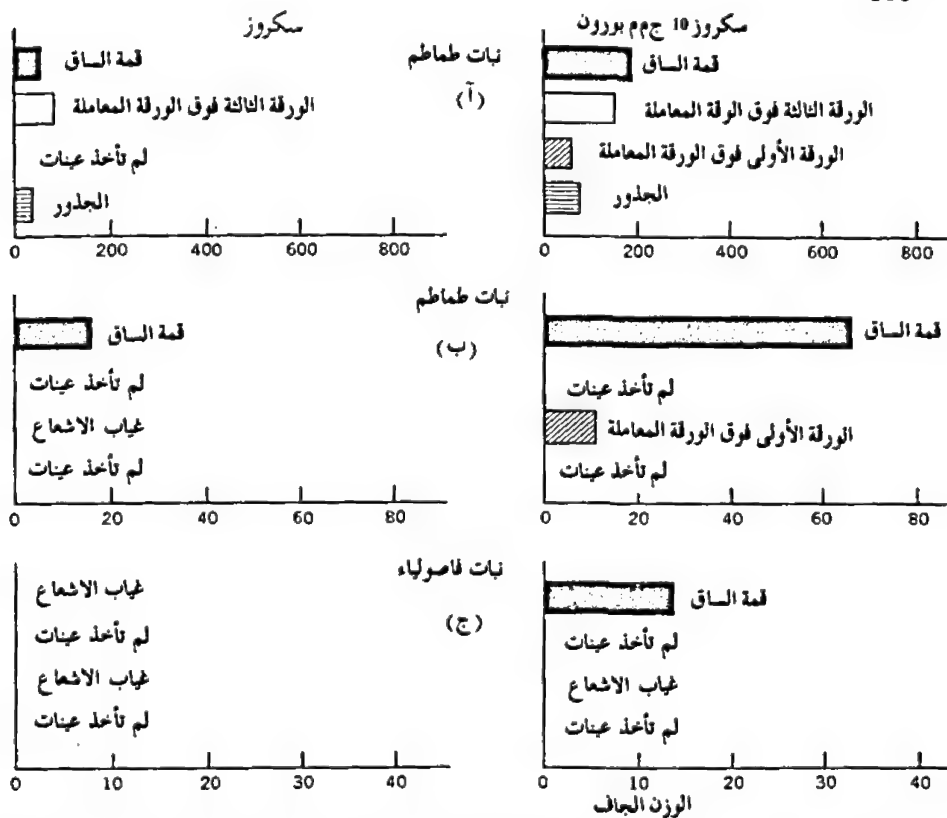 سكروز 10 ج م م بورون
قمة الساق
الورقة الثالثة فوق الوقة المعاملة
الورقة الأولى فوق الورقة المعاملة
الجذور
0 200 400 600 800
سكروز
نبات طماطم
(آ)
قمة الساق
الورقة الثالثة فوق الورقة المعاملة
لم تأخذ عينات
الجذور
0 200 400 600 800
قمة الساق
لم تأخذ عينات
الورقة الأولى فوق الورقة المعاملة
لم تأخذ عينات
0 20 40 60 80
نبات طماطم
(ب)
قمة الساق
لم تأخذ عينات
غياب الاشعاع
لم تأخذ عينات
0 20 40 60 80
قمة الساق
لم تأخذ عينات
غياب الاشعاع
لم تأخذ عينات
0 10 20 30 40
الوزن الجاف
نبات فاصولياء
(ج)
غياب الاشعاع
لم تأخذ عينات
غياب الاشعاع
لم تأخذ عينات
0 10 20 30 40